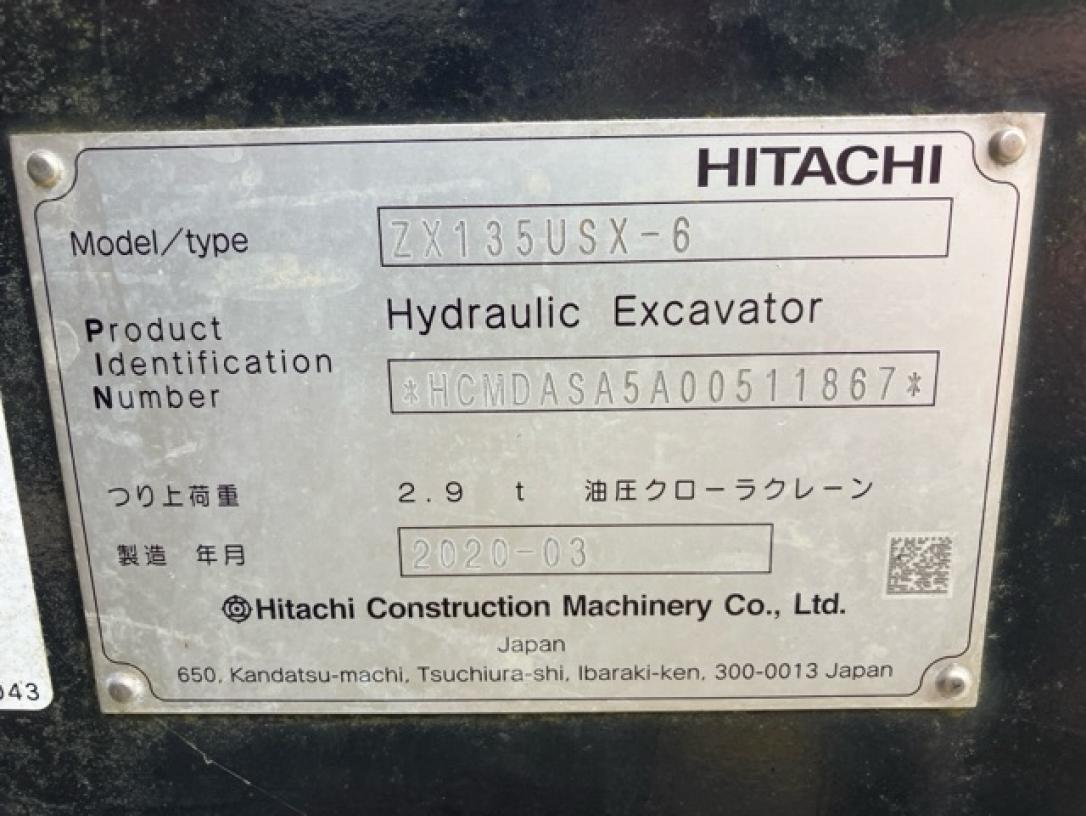 HITACHI
Model/type ZX135USX-6
Hydraulic Excavator
Product
Identification
Number *HCMDASA5A00511867*
つり上荷重 2.9 t 油圧クローラクレーン
製造 年月 2020-03
Hitachi Construction Machinery Co., Ltd.
Japan
650, Kandatsu-machi, Tsuchiura-shi, Ibaraki-ken, 300-0013 Japan
043